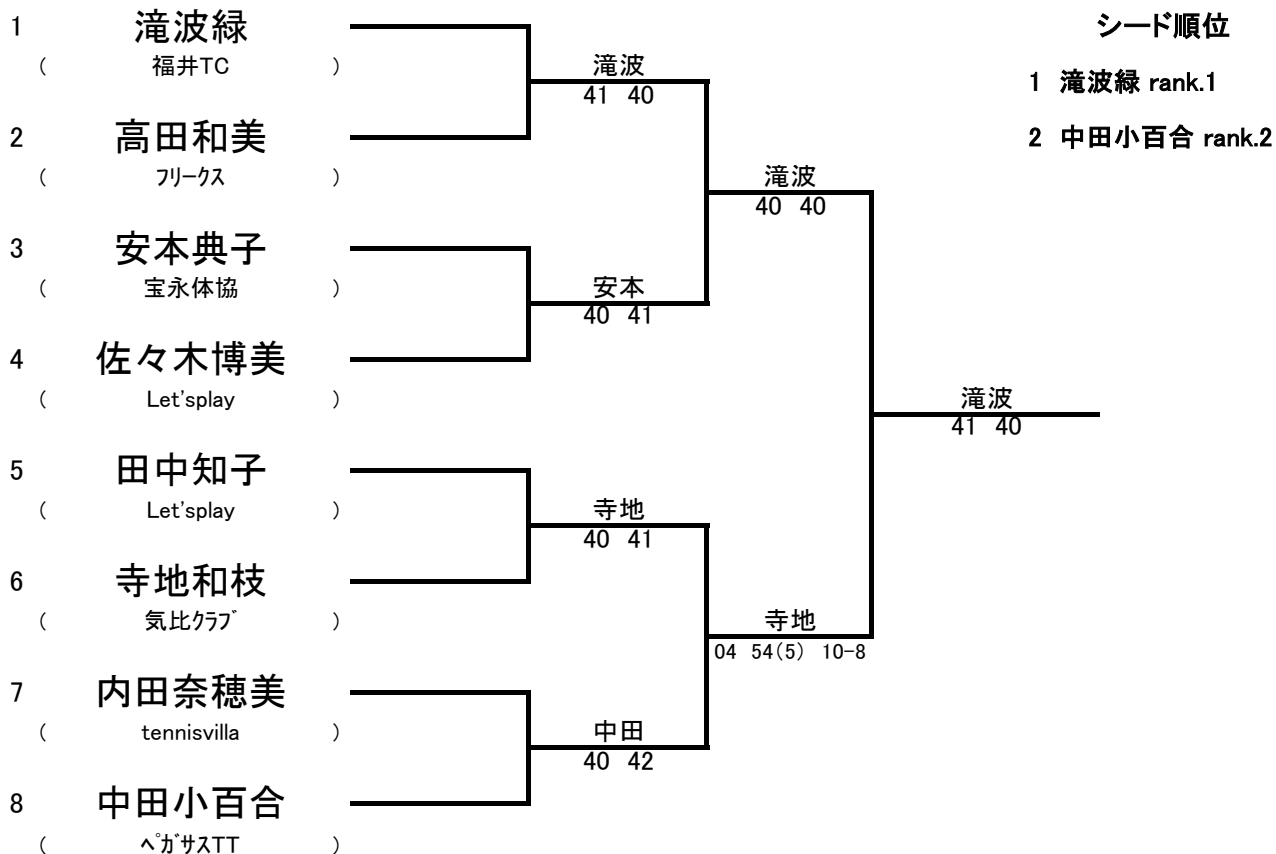 1 滝波緑
( 福井TC )
2 高田和美
( フリークス )
3 安本典子
( 宝永体協 )
4 佐々木博美
( Let'splay )
5 田中知子
( Let'splay )
6 寺地和枝
( 気比クラブ )
7 内田奈穂美
( tennisvilla )
8 中田小百合
( ペガサスTT )
滝波
41 40
安本
40 41
寺地
40 41
中田
40 42
滝波
40 40
寺地
04 54(5) 10-8
滝波
41 40
シード順位
1 滝波緑 rank.1
2 中田小百合 rank.2